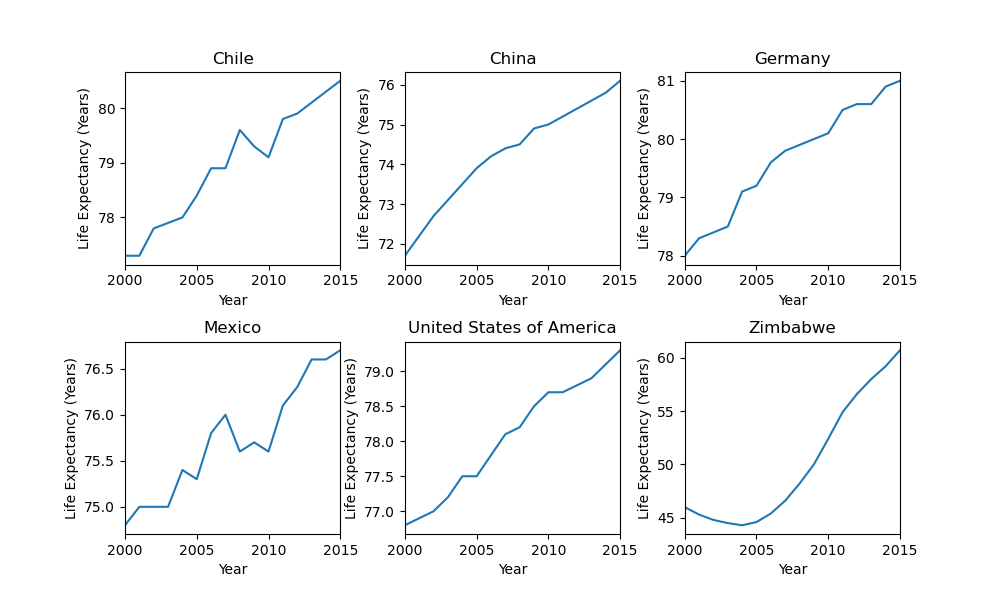 Chile
China
Germany
Life Expectancy (Years)
80
79
78
2000 2005 2010 2015
Year
Life Expectancy (Years)
76
75
74
73
72
2000 2005 2010 2015
Year
Life Expectancy (Years)
81
80
79
78
2000 2005 2010 2015
Year
Mexico
United States of America
Zimbabwe
Life Expectancy (Years)
76.5
76.0
75.5
75.0
2000 2005 2010 2015
Year
Life Expectancy (Years)
79.0
78.5
78.0
77.5
77.0
2000 2005 2010 2015
Year
Life Expectancy (Years)
60
55
50
45
2000 2005 2010 2015
Year